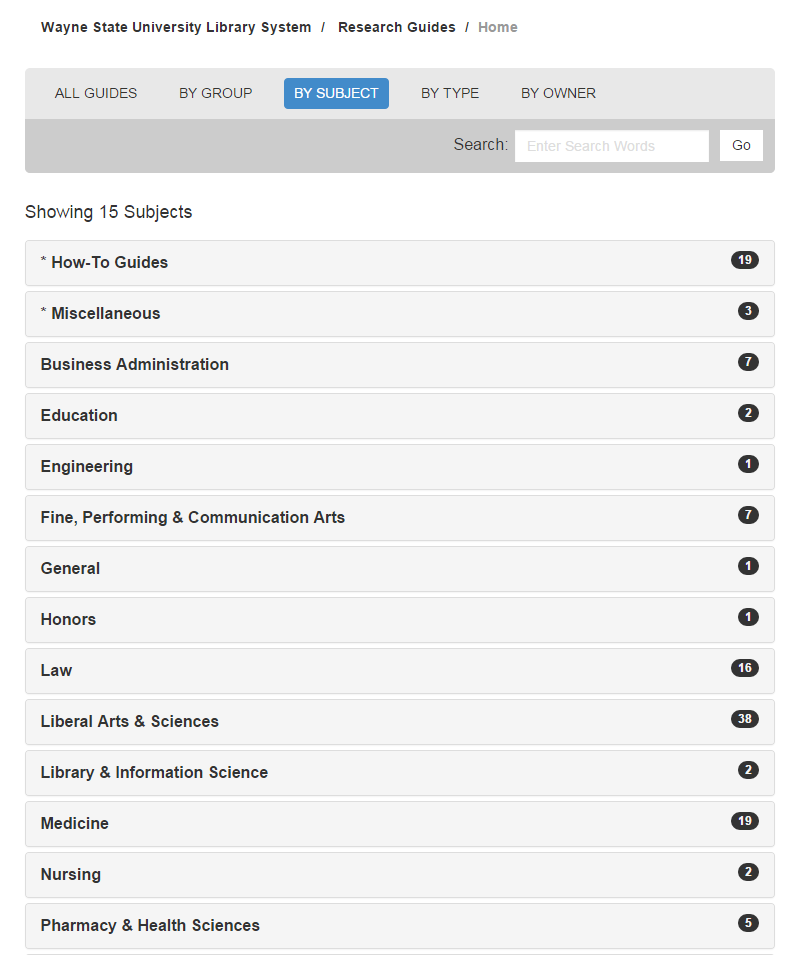 Wayne State University Library System / Research Guides / Home
ALL GUIDES BY GROUP BY SUBJECT BY TYPE BY OWNER
Search: Enter Search Words Go
Showing 15 Subjects
* How-To Guides 19
* Miscellaneous 3
Business Administration 7
Education 2
Engineering 1
Fine, Performing & Communication Arts 7
General 1
Honors 1
Law 16
Liberal Arts & Sciences 38
Library & Information Science 2
Medicine 19
Nursing 2
Pharmacy & Health Sciences 5